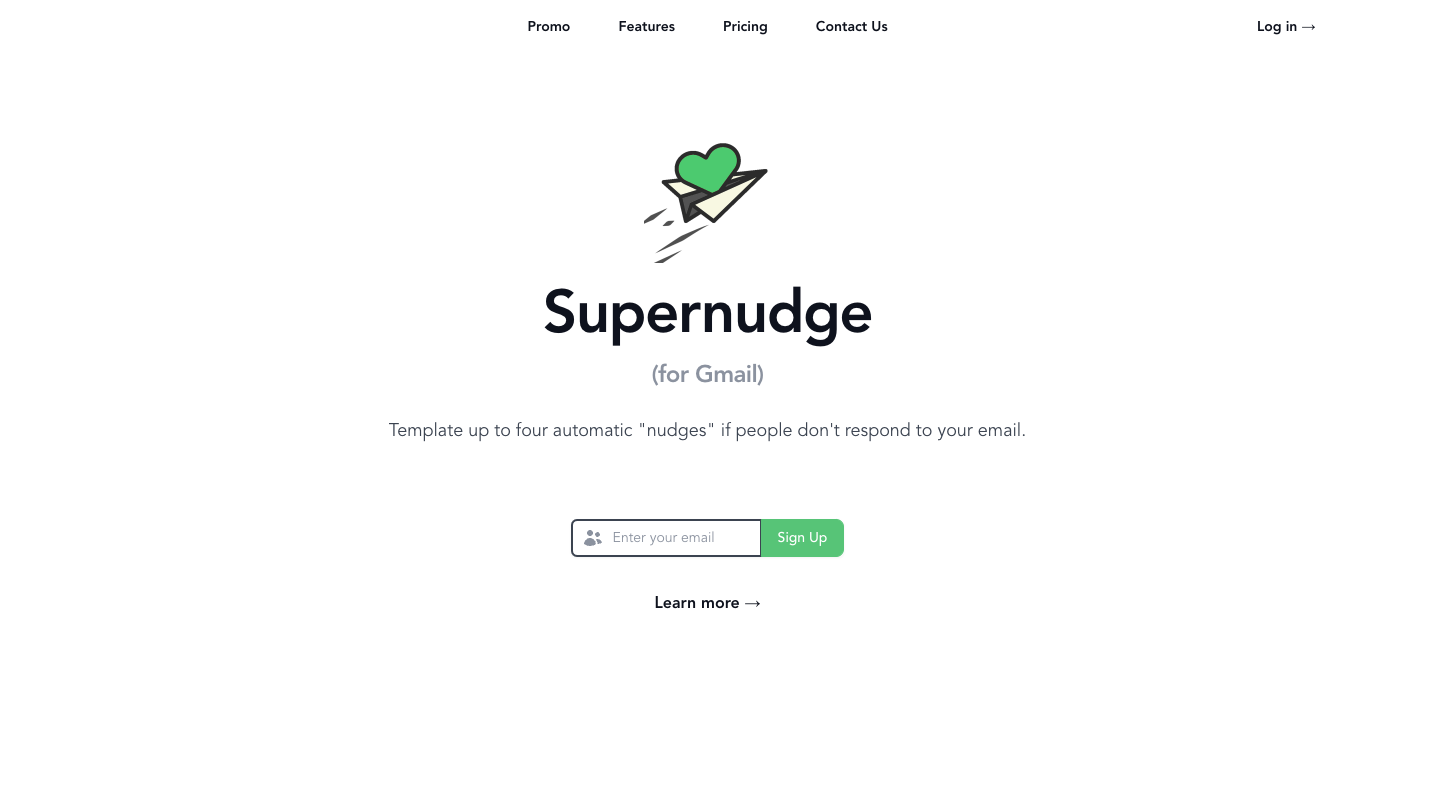 Promo Features Pricing Contact Us Log in →
Supernudge
(for Gmail)
Template up to four automatic "nudges" if people don't respond to your email.
Enter your email Sign Up
Learn more →